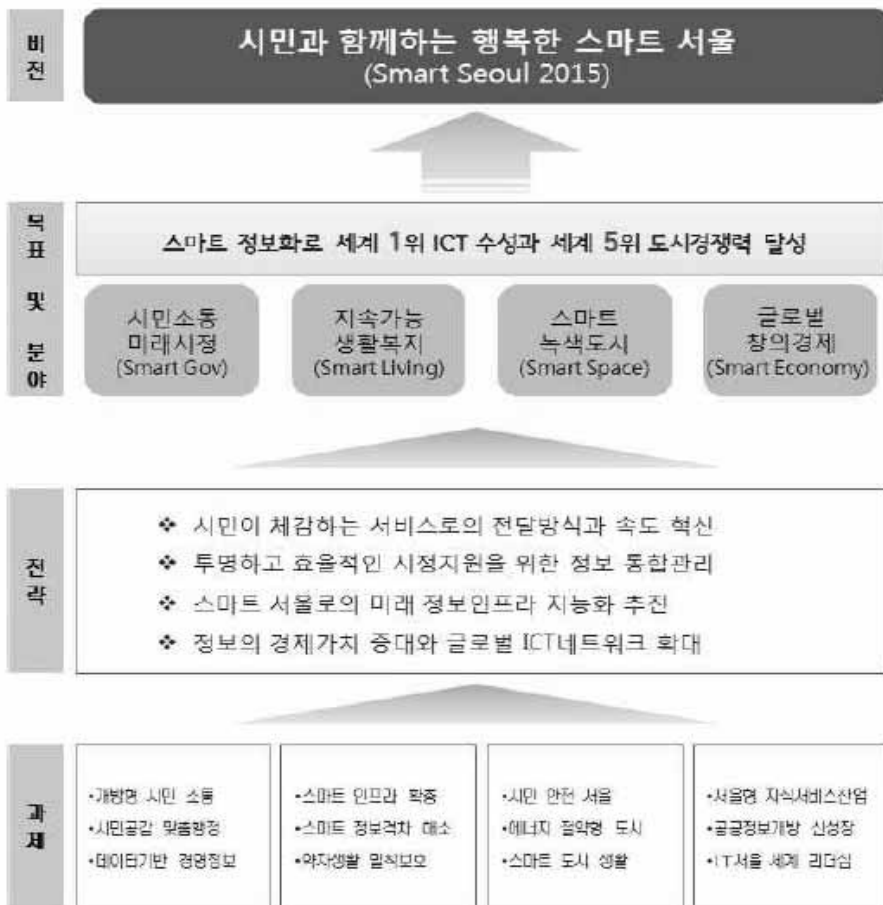 비
전
시민과 함께하는 행복한 스마트 서울
(Smart Seoul 2015)
목
표
및
분
야
스마트 정보화로 세계 1위 ICT 수성과 세계 5위 도시경쟁력 달성
시민소통
미래시정
(Smart Gov)
지속가능
생활복지
(Smart Living)
스마트
녹색도시
(Smart Space)
글로벌
창의경제
(Smart Economy)
전
략
❖ 시민이 체감하는 서비스로의 전달방식과 속도 혁신
❖ 투명하고 효율적인 시정지원을 위한 정보 통합관리
❖ 스마트 서울로의 미래 정보인프라 지능화 추진
❖ 정보의 경제가치 증대와 글로벌 ICT네트워크 확대
과
제
•개방형 시민 소통
•시민공감 맞춤행정
•데이터기반 경영정보
•스마트 인프라 확충
•스마트 정보격차 해소
•약자생활 밀착보호
•시민 안전 서울
•에너지 절약형 도시
•스마트 도시 생활
•서울형 지식서비스산업
•공공정보개방 신성장
•IT서울 세계 리더십